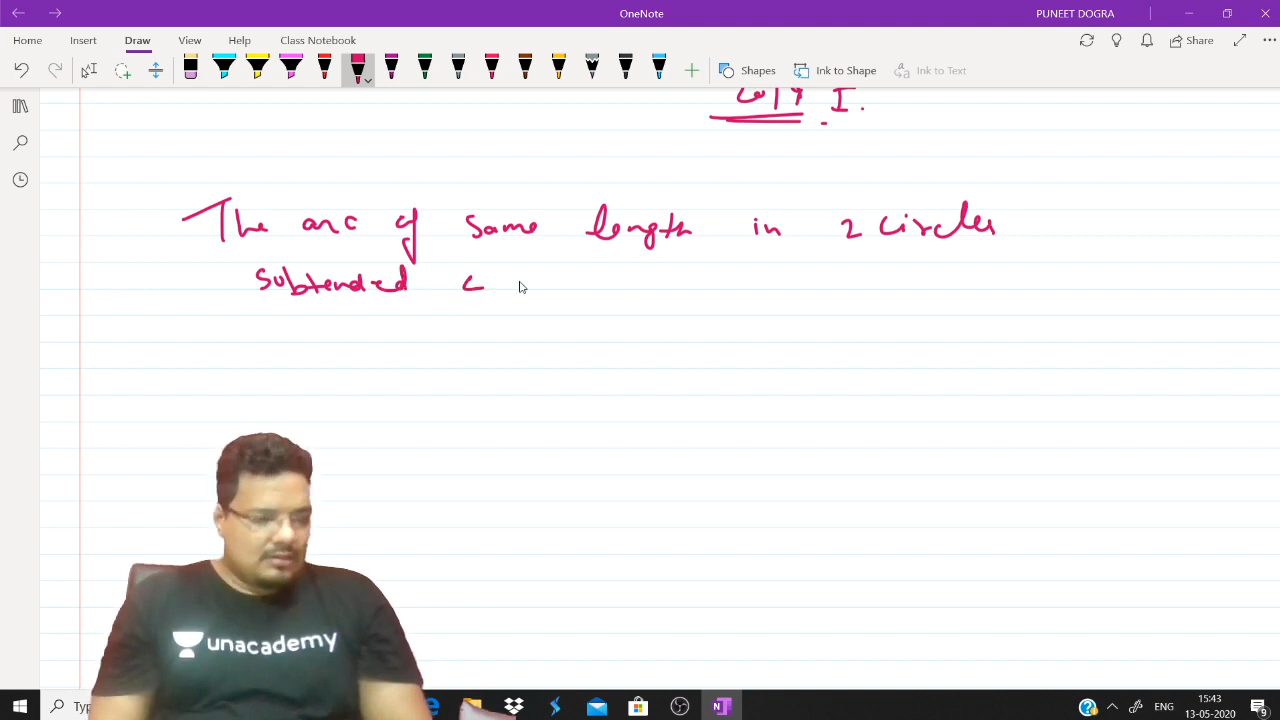 OneNote
PUNEET DOGRA
Home Insert Draw View Help Class Notebook
Share
Shapes Ink to Shape Ink to Text
I.
The arc of same length in 2 circles
subtended
unacademy
15:43
ENG
13-05-2020
9